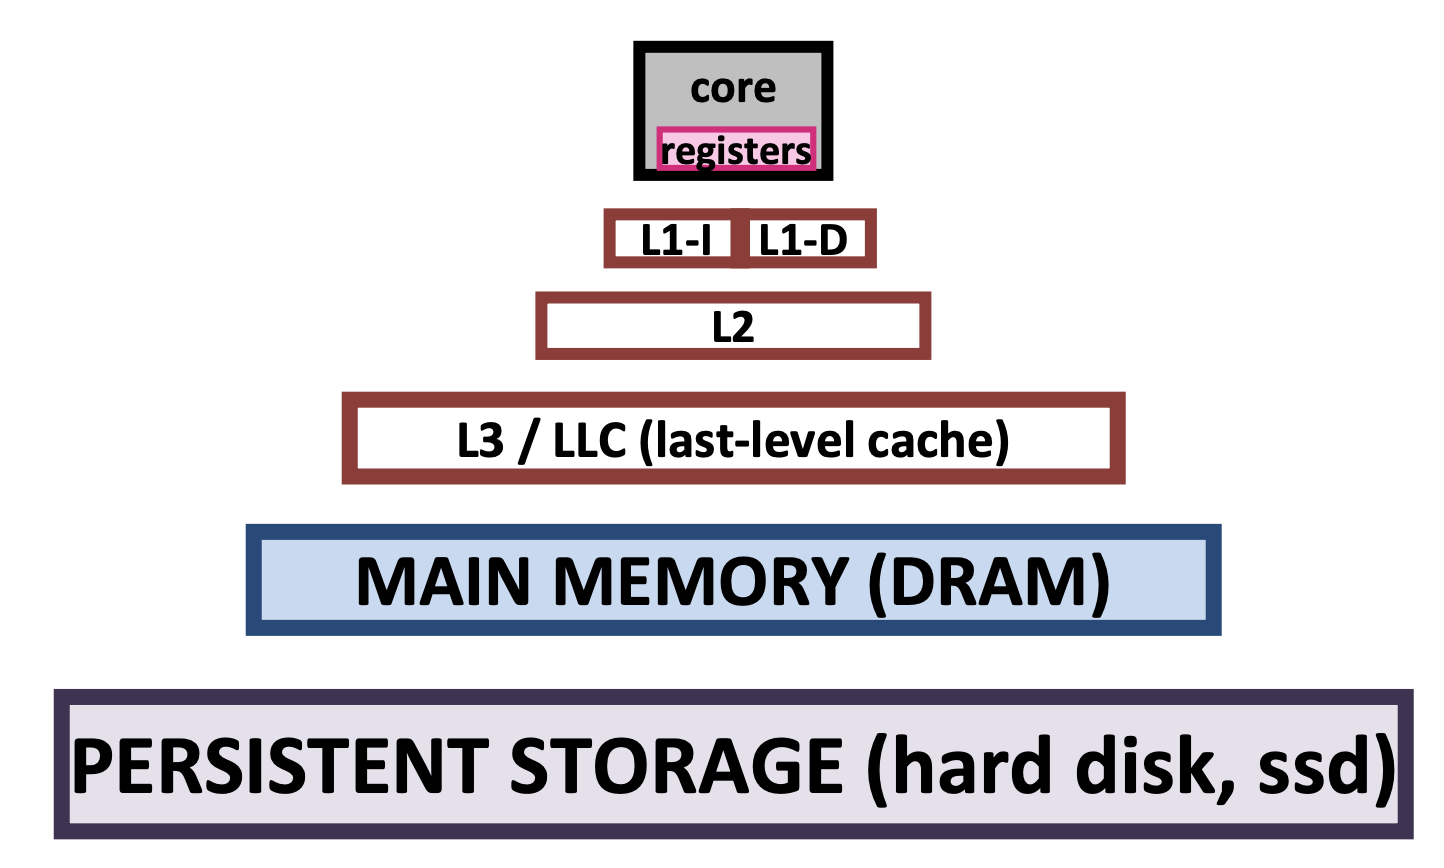 core
registers
L1-I L1-D
L2
L3 / LLC (last-level cache)
MAIN MEMORY (DRAM)
PERSISTENT STORAGE (hard disk, ssd)